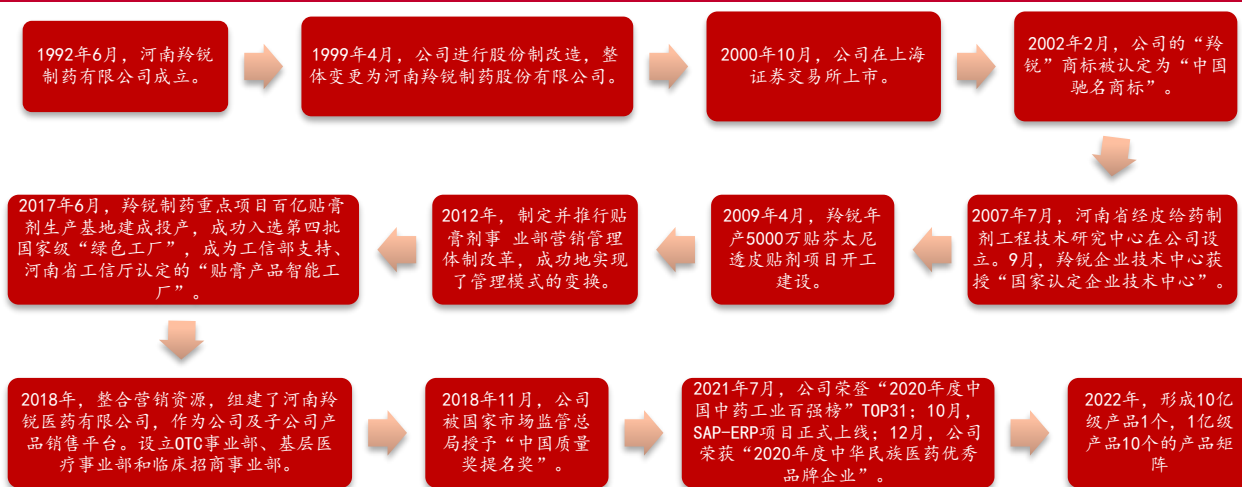 1992年6月，河南羚锐
制药有限公司成立。
1999年4月，公司进行股份制改造，整
体变更为河南羚锐制药股份有限公司。
2000年10月，公司在上海
证券交易所上市。
2002年2月，公司的“羚
锐”商标被认定为“中国
驰名商标”。
2007年7月，河南省经皮给药制
剂工程技术研究中心在公司设
立。9月，羚锐企业技术中心获
授“国家认定企业技术中心”。
2009年4月，羚锐年
产5000万贴芬太尼
透皮贴剂项目开工
建设。
2012年，制定并推行贴
膏剂事 业部营销管理
体制改革，成功地实现
了管理模式的变换。
2017年6月，羚锐制药重点项目百亿贴膏
剂生产基地建成投产，成功入选第四批
国家级“绿色工厂”，成为工信部支持、
河南省工信厅认定的“贴膏产品智能工
厂”。
2018年，整合营销资源，组建了河南羚
锐医药有限公司，作为公司及子公司产
品销售平台。设立OTC事业部、基层医
疗事业部和临床招商事业部。
2018年11月，公司
被国家市场监管总
局授予“中国质量
奖提名奖”。
2021年7月，公司荣登“2020年度中
国中药工业百强榜”TOP31；10月，
SAP-ERP项目正式上线；12月，公司
荣获“2020年度中华民族医药优秀
品牌企业”。
2022年，形成10亿
级产品1个，1亿级
产品10个的产品矩
阵